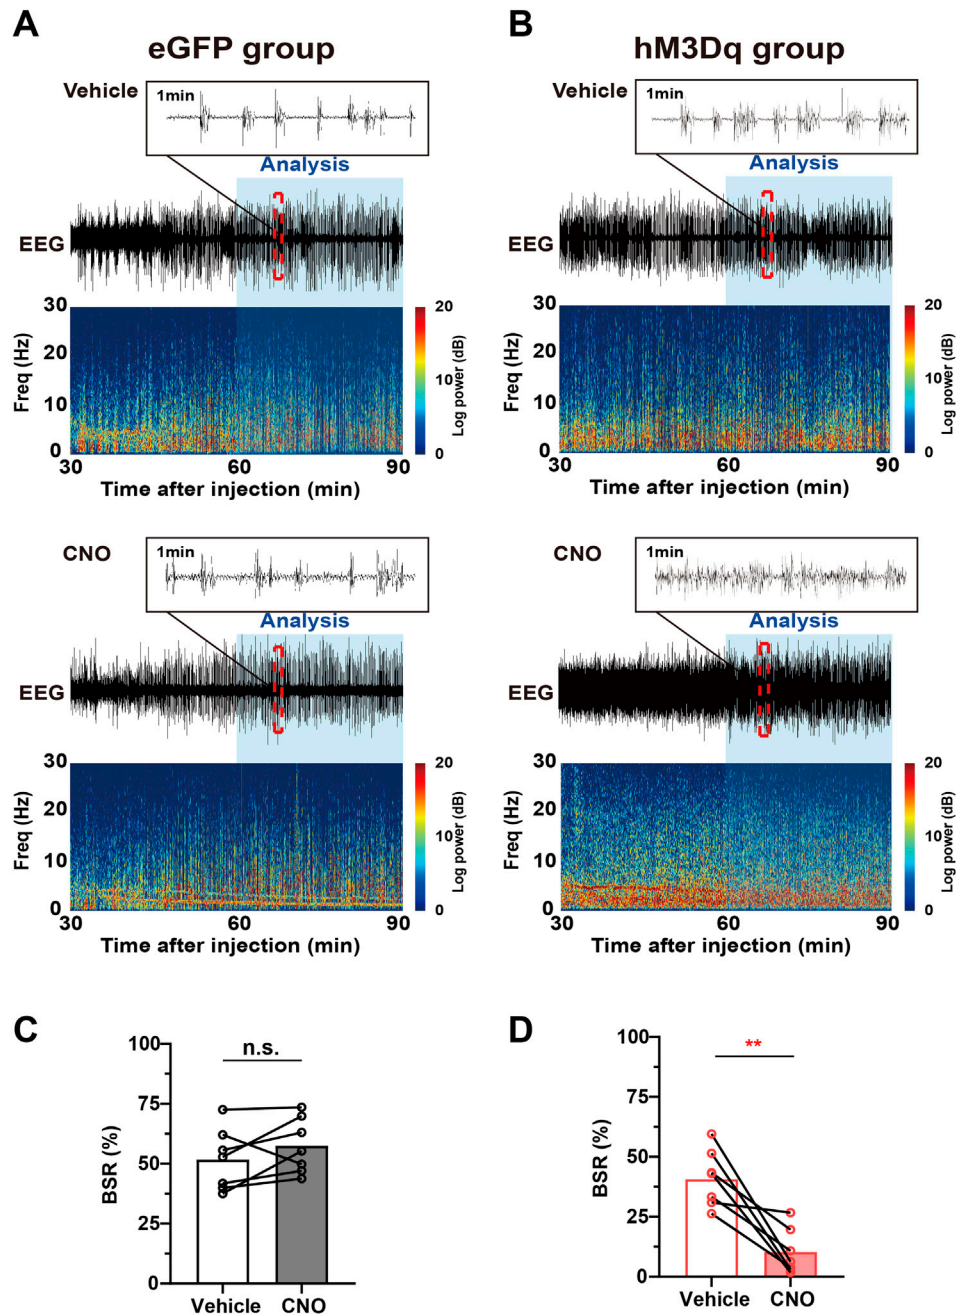 A
eGFP group
Vehicle
1min
Analysis
EEG
30
20
10
0
Freq (Hz)
30
60
90
Time after injection (min)
20
10
0
Log power (dB)
CNO
1min
Analysis
EEG
30
20
10
0
Freq (Hz)
30
60
90
Time after injection (min)
20
10
0
Log power (dB)
B
hM3Dq group
Vehicle
1min
Analysis
EEG
30
20
10
0
Freq (Hz)
30
60
90
Time after injection (min)
20
10
0
Log power (dB)
CNO
1min
Analysis
EEG
30
20
10
0
Freq (Hz)
30
60
90
Time after injection (min)
20
10
0
Log power (dB)
C
n.s.
100
75
50
25
0
BSR (%)
Vehicle
CNO
D
**
100
75
50
25
0
BSR (%)
Vehicle
CNO